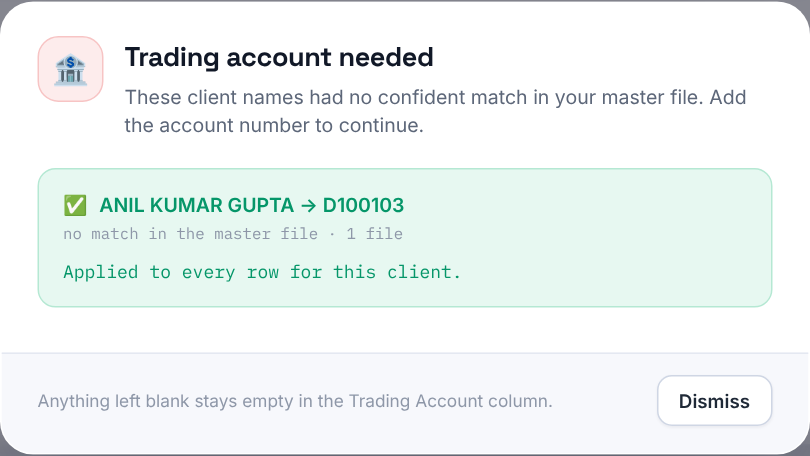 Trading account needed
These client names had no confident match in your master file. Add
the account number to continue.
✅ ANIL KUMAR GUPTA → D100103
no match in the master file · 1 file
Applied to every row for this client.
Anything left blank stays empty in the Trading Account column.
Dismiss